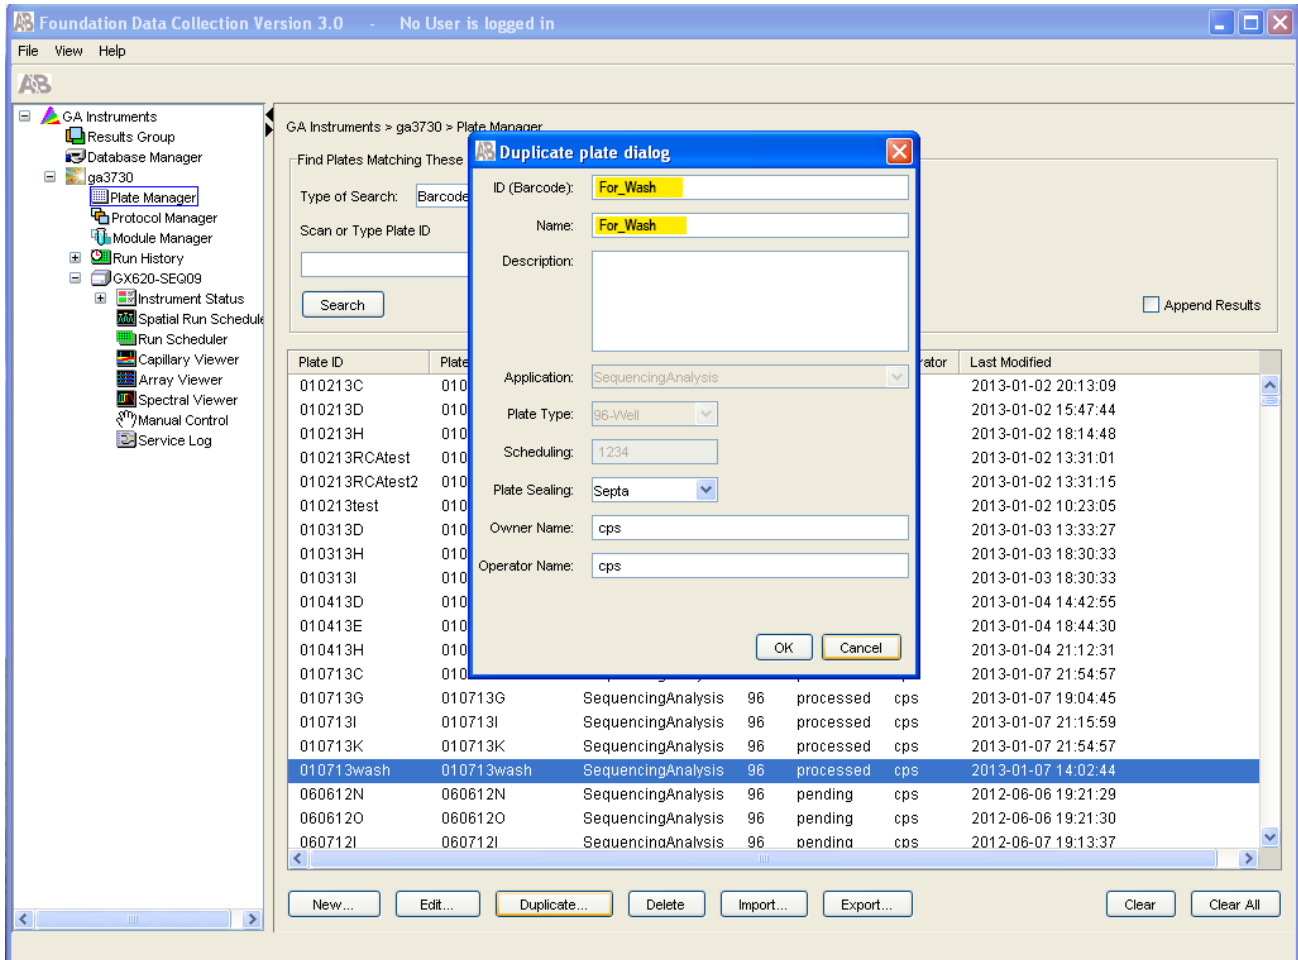 Foundation Data Collection Version 3.0 - No User is logged in
File View Help
GA Instruments
Results Group
Database Manager
ga3730
Plate Manager
Protocol Manager
Module Manager
Run History
GX620-SEQ09
Instrument Status
Spatial Run Schedule
Run Scheduler
Capillary Viewer
Array Viewer
Spectral Viewer
Manual Control
Service Log
GA Instruments > ga3730 > Plate Manager
Find Plates Matching These
Type of Search: Barcode
Scan or Type Plate ID
Search
Append Results
Duplicate plate dialog
ID (Barcode): For_Wash
Name: For_Wash
Description:
Application: SequencingAnalysis
Plate Type: 96-Well
Scheduling: 1234
Plate Sealing: Septa
Owner Name: cps
Operator Name: cps
OK Cancel
Plate ID Plate rator Last Modified
010213C 010 2013-01-02 20:13:09
010213D 010 2013-01-02 15:47:44
010213H 010 2013-01-02 18:14:48
010213RCAtest 010 2013-01-02 13:31:01
010213RCAtest2 010 2013-01-02 13:31:15
010213test 010 2013-01-02 10:23:05
010313D 010 2013-01-03 13:33:27
010313H 010 2013-01-03 18:30:33
010313I 010 2013-01-03 18:30:33
010413D 010 2013-01-04 14:42:55
010413E 010 2013-01-04 18:44:30
010413H 010 2013-01-04 21:12:31
010713C 010 2013-01-07 21:54:57
010713G 010713G SequencingAnalysis 96 processed cps 2013-01-07 19:04:45
010713I 010713I SequencingAnalysis 96 processed cps 2013-01-07 21:15:59
010713K 010713K SequencingAnalysis 96 processed cps 2013-01-07 21:54:57
010713wash 010713wash SequencingAnalysis 96 processed cps 2013-01-07 14:02:44
060612N 060612N SequencingAnalysis 96 pending cps 2012-06-06 19:21:29
060612O 060612O SequencingAnalysis 96 pending cps 2012-06-06 19:21:30
060712I 060712I SequencingAnalysis 96 pending cps 2012-06-07 19:13:37
New... Edit... Duplicate... Delete Import... Export... Clear Clear All